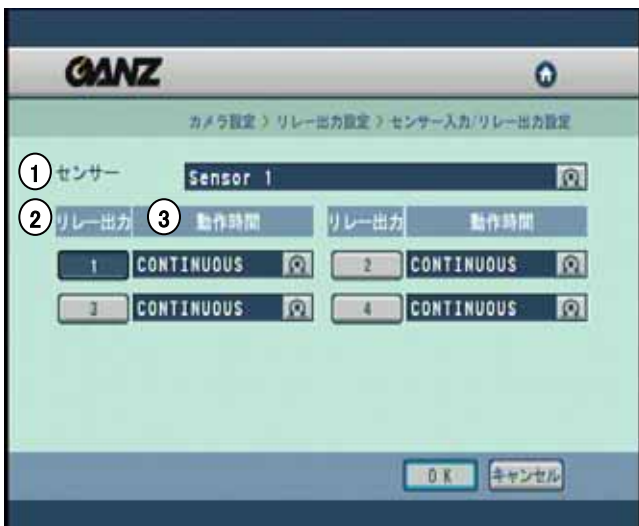 GANZ
カメラ設定 > リレー出力設定 > センサー入力/リレー出力設定
1 センサー Sensor 1
2 リレー出力 3 動作時間 リレー出力 動作時間
1 CONTINUOUS 2 CONTINUOUS
3 CONTINUOUS 4 CONTINUOUS
OK キャンセル